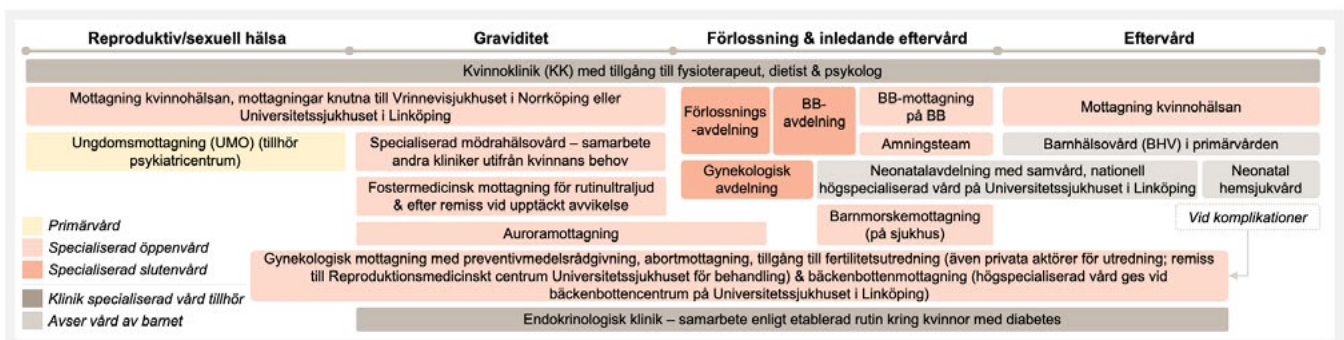 Reproduktiv/sexuell hälsa
Graviditet
Förlossning & inledande eftervård
Eftervård
Kvinnoklinik (KK) med tillgång till fysioterapeut, dietist & psykolog
Mottagning kvinnohälsan, mottagningar knutna till Vrinnevisjukhuset i Norrköping eller
Universitetssjukhuset i Linköping
Förlossnings
-avdelning
BB-
avdelning
BB-mottagning
på BB
Mottagning kvinnohälsan
Ungdomsmottagning (UMO) (tillhör
psykiatricentrum)
Specialiserad mödrahälsovård – samarbete
andra kliniker utifrån kvinnans behov
Amningsteam
Barnhälsovård (BHV) i primärvården
Fostermedicinsk mottagning för rutinultraljud
& efter remiss vid upptäckt avvikelse
Gynekologisk
avdelning
Neonatalavdelning med samvård, nationell
högspecialiserad vård på Universitetssjukhuset i Linköping
Neonatal
hemsjukvård
Auroramottagning
Barnmorskemottagning
(på sjukhus)
Vid komplikationer
Gynekologisk mottagning med preventivmedelsrådgivning, abortmottagning, tillgång till fertilitetsutredning (även privata aktörer för utredning; remiss
till Reproduktionsmedicinskt centrum Universitetssjukhuset för behandling) & bäckenbottenmottagning (högspecialiserad vård ges vid
bäckenbottencentrum på Universitetssjukhuset i Linköping)
Endokrinologisk klinik – samarbete enligt etablerad rutin kring kvinnor med diabetes
Primärvård
Specialiserad öppenvård
Specialiserad slutenvård
Klinik specialiserad vård tillhör
Avser vård av barnet